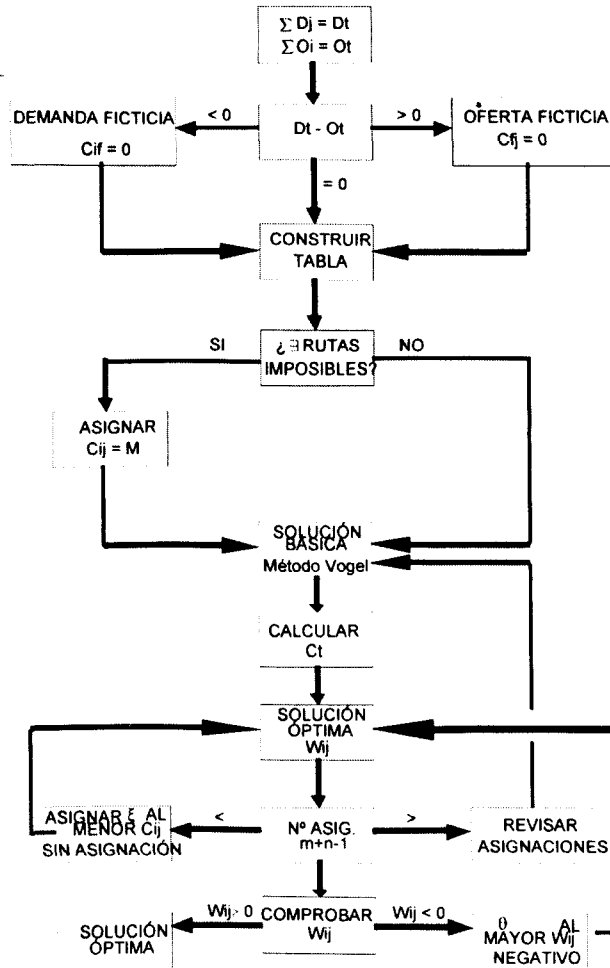 ∑ Dj = Dt
∑ Oi = Ot
DEMANDA FICTICIA
Cif = 0
< 0
Dt - Ot
> 0
OFERTA FICTICIA
Cfj = 0
= 0
CONSTRUIR
TABLA
SI
¿ ∃ RUTAS
IMPOSIBLES?
NO
ASIGNAR
Cij = M
SOLUCIÓN
BÁSICA
Método Vogel
CALCULAR
Ct
SOLUCIÓN
ÓPTIMA
Wij
ASIGNAR ξ AL
MENOR Cij
SIN ASIGNACIÓN
<
Nº ASIG.
m+n-1
>
REVISAR
ASIGNACIONES
SOLUCIÓN
ÓPTIMA
Wij> 0
COMPROBAR
Wij
Wij < 0
θ AL
MAYOR Wij
NEGATIVO